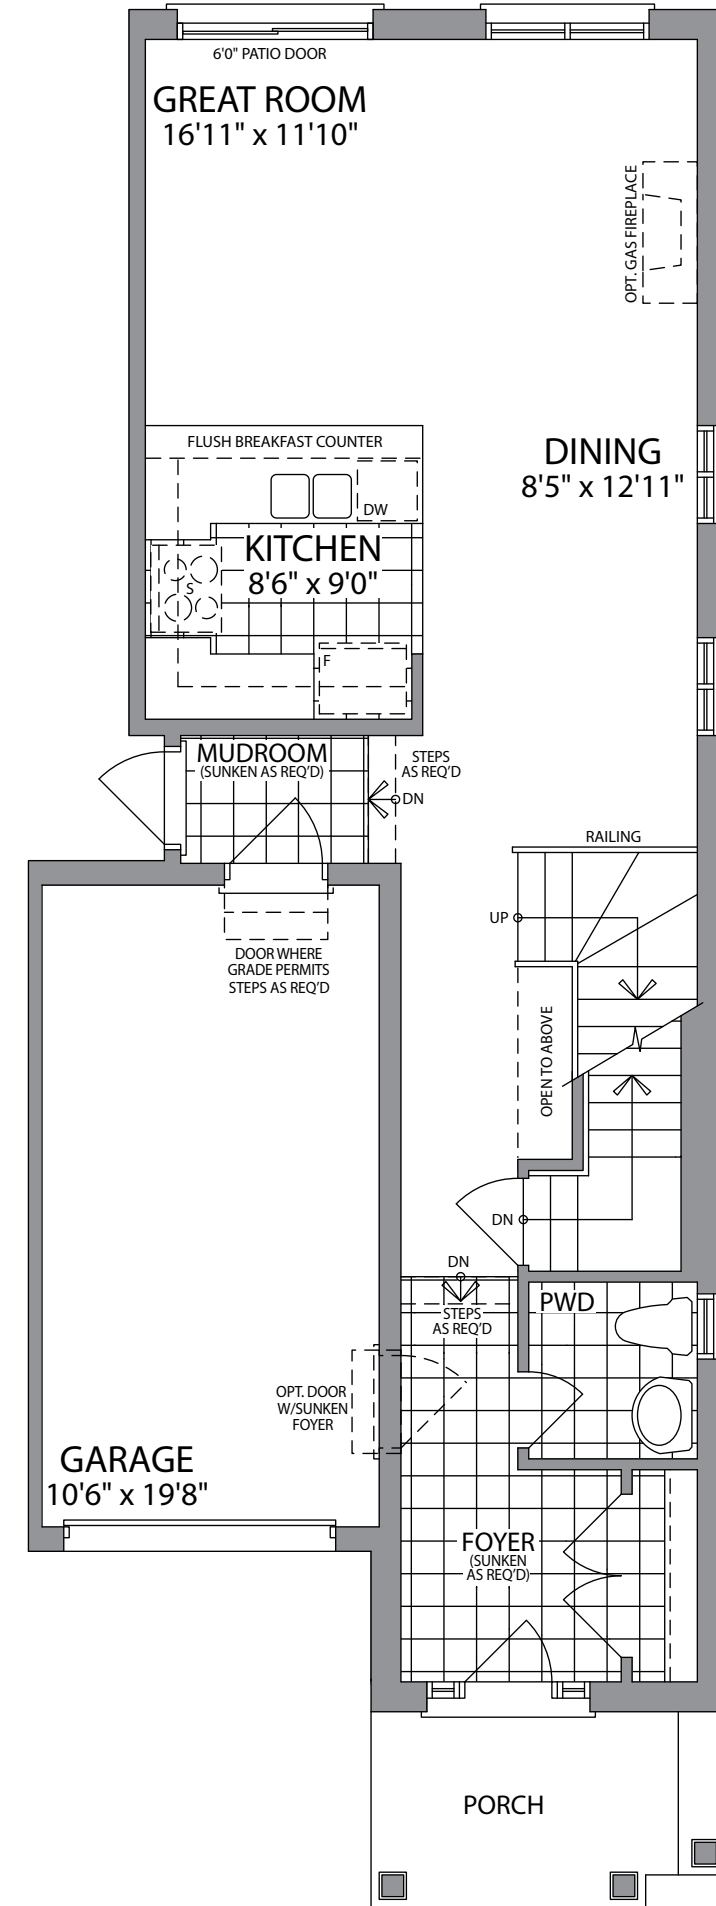 6'0" PATIO DOOR
GREAT ROOM
16'11" x 11'10"
OPT. GAS FIREPLACE
FLUSH BREAKFAST COUNTER
DINING
8'5" x 12'11"
DW
KITCHEN
8'6" x 9'0"
S
F
MUDROOM
(SUNKEN AS REQ'D)
STEPS
AS REQ'D
DN
RAILING
UP
DOOR WHERE
GRADE PERMITS
STEPS AS REQ'D
OPEN TO ABOVE
DN
DN
STEPS
AS REQ'D
PWD
OPT. DOOR
W/SUNKEN
FOYER
GARAGE
10'6" x 19'8"
FOYER
(SUNKEN
AS REQ'D)
PORCH